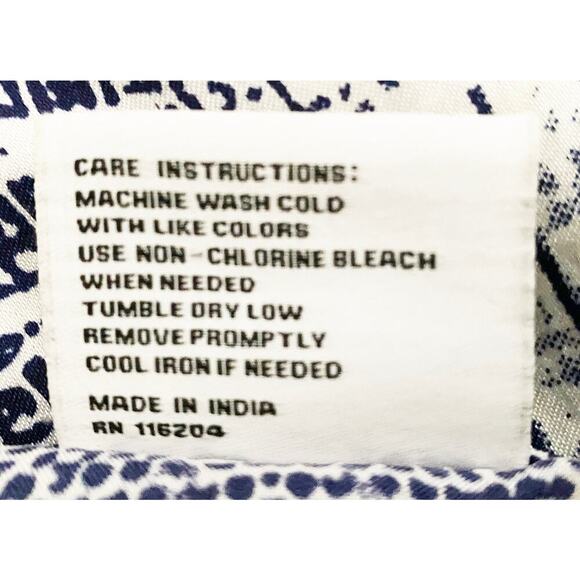 CARE INSTRUCTIONS:
MACHINE WASH COLD
WITH LIKE COLORS
USE NON-CHLORINE BLEACH
WHEN NEEDED
TUMBLE DRY LOW
REMOVE PROMPTLY
COOL IRON IF NEEDED
MADE IN INDIA
RN 116204